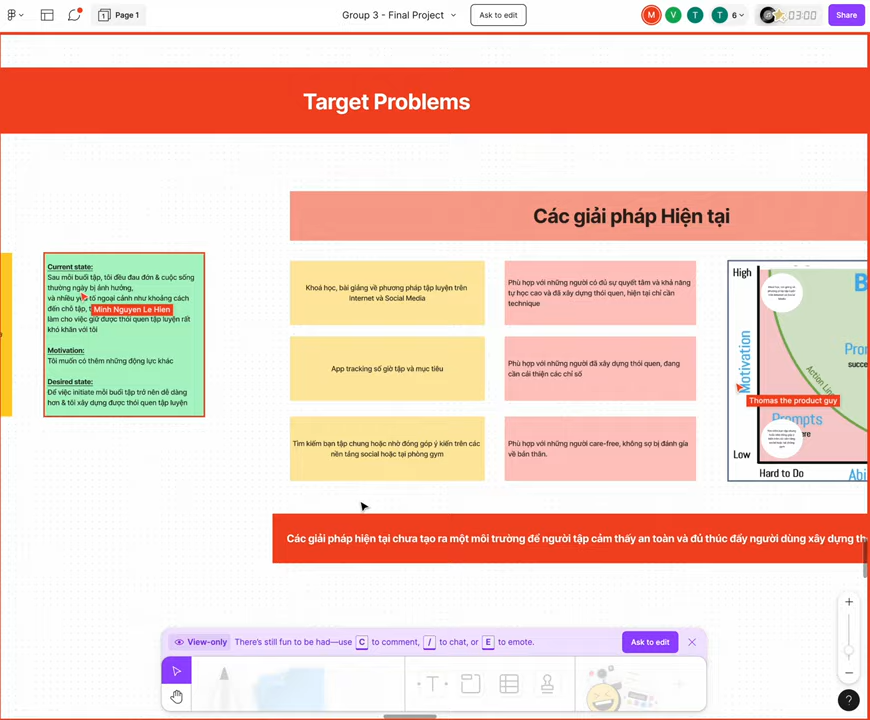 Page 1
Group 3 - Final Project
Ask to edit
M
V
T
T
6
03:00
Share
Target Problems
Các giải pháp Hiện tại
Current state:
Sau mỗi buổi tập, tôi đều đau đớn & cuộc sống
thường ngày bị ảnh hưởng,
và nhiều yếu tố ngoại cảnh như khoảng cách
đến chỗ tập,
làm cho việc giữ được thói quen tập luyện rất
khó khăn với tôi
Minh Nguyen Le Hien
Motivation:
Tôi muốn có thêm những động lực khác
Desired state:
Để việc initiate mỗi buổi tập trở nên dễ dàng
hơn & tôi xây dựng được thói quen tập luyện
Khoá học, bài giảng về phương pháp tập luyện trên
internet và Social Media
Phù hợp với những người có đủ sự quyết tâm và khả năng
tự học cao và đã xây dựng thói quen, hiện tại chỉ cần
technique
App tracking số giờ tập và mục tiêu
Phù hợp với những người đã xây dựng thói quen, đang
cần cải thiện các chỉ số
Tìm kiếm bạn tập chung hoặc nhờ đóng góp ý kiến trên các
nền tảng social hoặc tại phòng gym
Phù hợp với những người care-free, không sợ bị đánh giá
về bản thân.
High
B
Motivation
Pro
succe
Action Lin
Thomas the product guy
Prompts
ere
Low
Hard to Do
Abi
Các giải pháp hiện tại chưa tạo ra một môi trường để người tập cảm thấy an toàn và đủ thúc đẩy người dùng xây dựng th
View-only
There's still fun to be had—use C to comment, / to chat, or E to emote.
Ask to edit
T
?